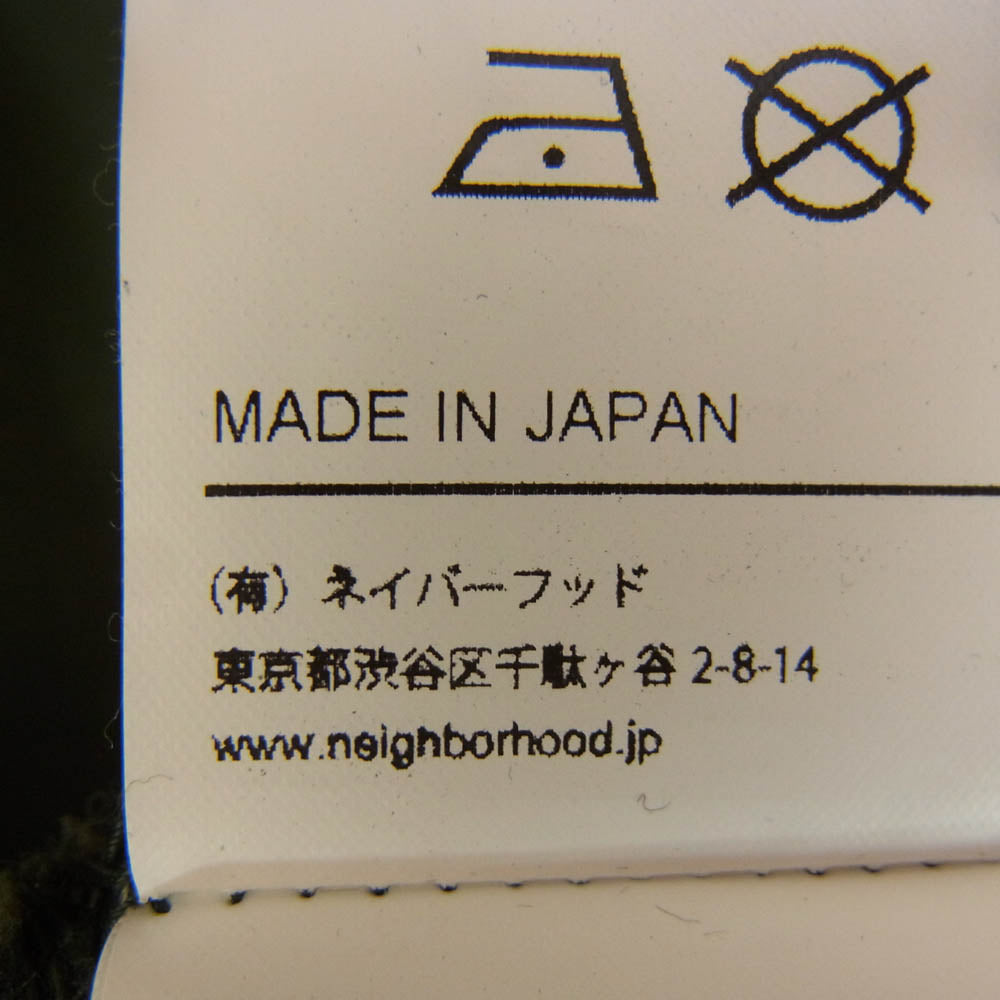 MADE IN JAPAN
(有) ネイバーフッド
東京都渋谷区千駄ヶ谷 2-8-14
www.neighborhood.jp